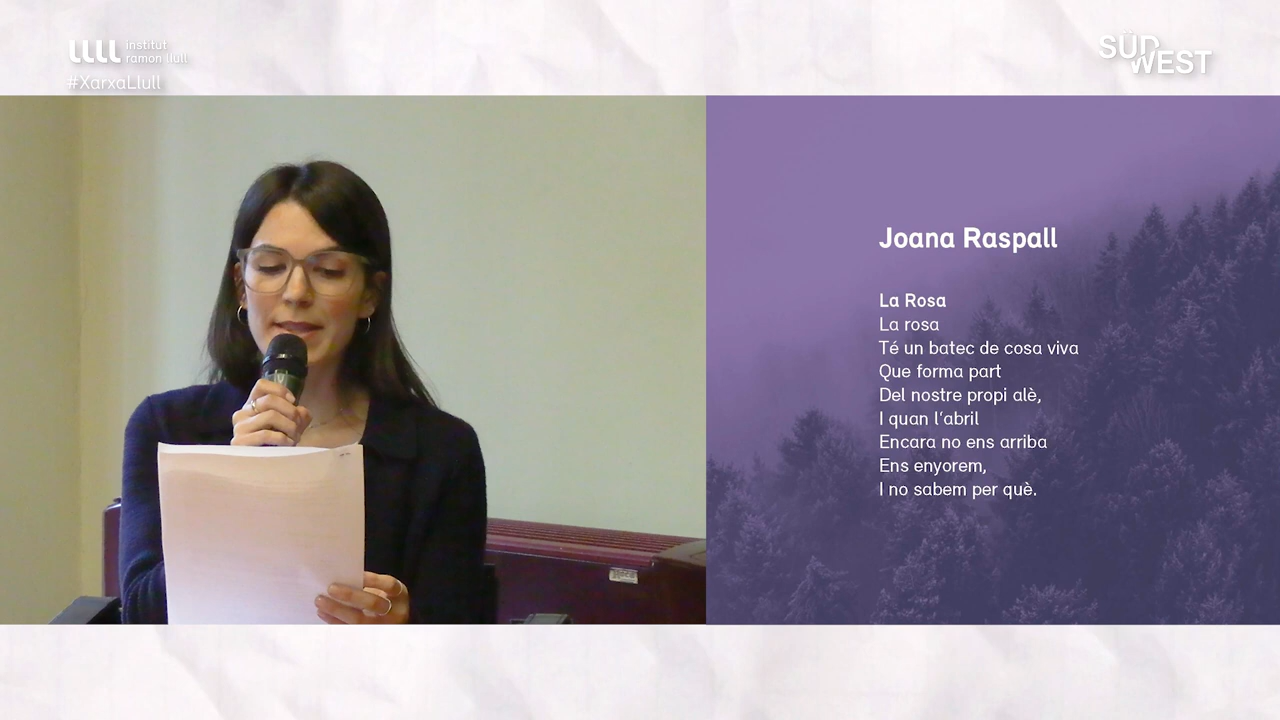 institut
ramon llull
#XarxaLlull
SÜD
WEST
Joana Raspall
La Rosa
La rosa
Té un batec de cosa viva
Que forma part
Del nostre propi alè,
I quan l'abril
Encara no ens arriba
Ens enyorem,
I no sabem per què.